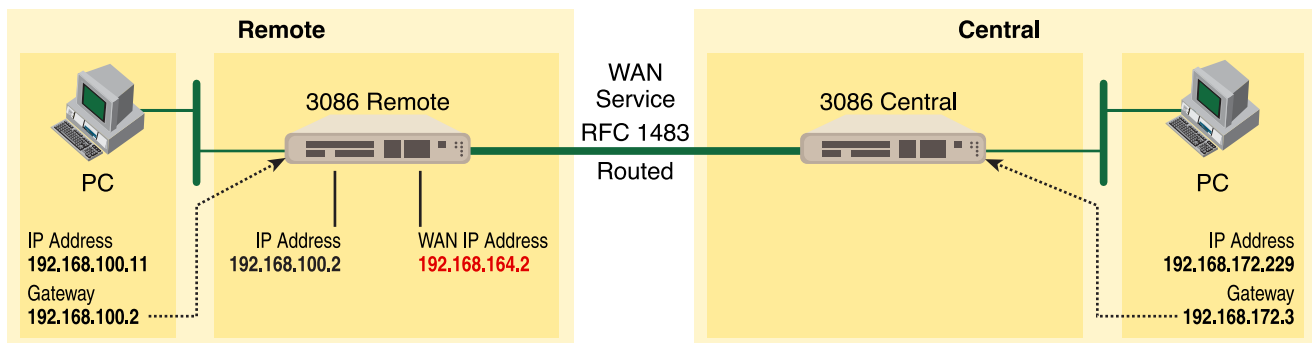 Remote
Central
WAN
Service
RFC 1483
Routed
3086 Remote
3086 Central
PC
PC
IP Address
192.168.100.11
Gateway
192.168.100.2
IP Address
192.168.100.2
WAN IP Address
192.168.164.2
IP Address
192.168.172.229
Gateway
192.168.172.3